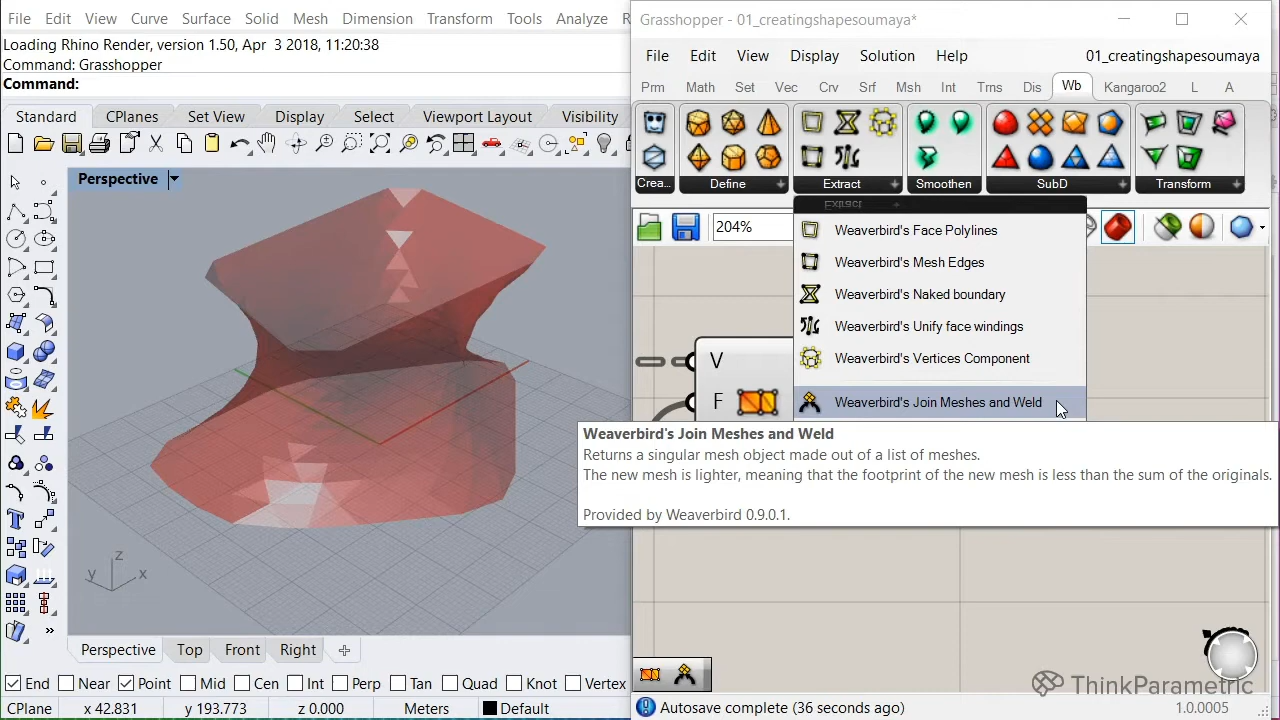 File Edit View Curve Surface Solid Mesh Dimension Transform Tools Analyze
Loading Rhino Render, version 1.50, Apr 3 2018, 11:20:38
Command: Grasshopper
Command:
Standard CPlanes Set View Display Select Viewport Layout Visibility
Perspective
z
y x
Perspective Top Front Right
End Near Point Mid Cen Int Perp Tan Quad Knot Vertex
CPlane x 42.831 y 193.773 z 0.000 Meters Default
Grasshopper - 01_creatingshapesoumaya*
File Edit View Display Solution Help 01_creatingshapesoumaya
Prm Math Set Vec Crv Srf Msh Int Trns Dis Wb Kangaroo2 L A
Crea... Define Extract Smoothen SubD Transform
Extract
204%
Weaverbird's Face Polylines
Weaverbird's Mesh Edges
Weaverbird's Naked boundary
Weaverbird's Unify face windings
Weaverbird's Vertices Component
Weaverbird's Join Meshes and Weld
V
F
Weaverbird's Join Meshes and Weld
Returns a singular mesh object made out of a list of meshes.
The new mesh is lighter, meaning that the footprint of the new mesh is less than the sum of the originals.
Provided by Weaverbird 0.9.0.1.
ThinkParametric
Autosave complete (36 seconds ago) 1.0.0005